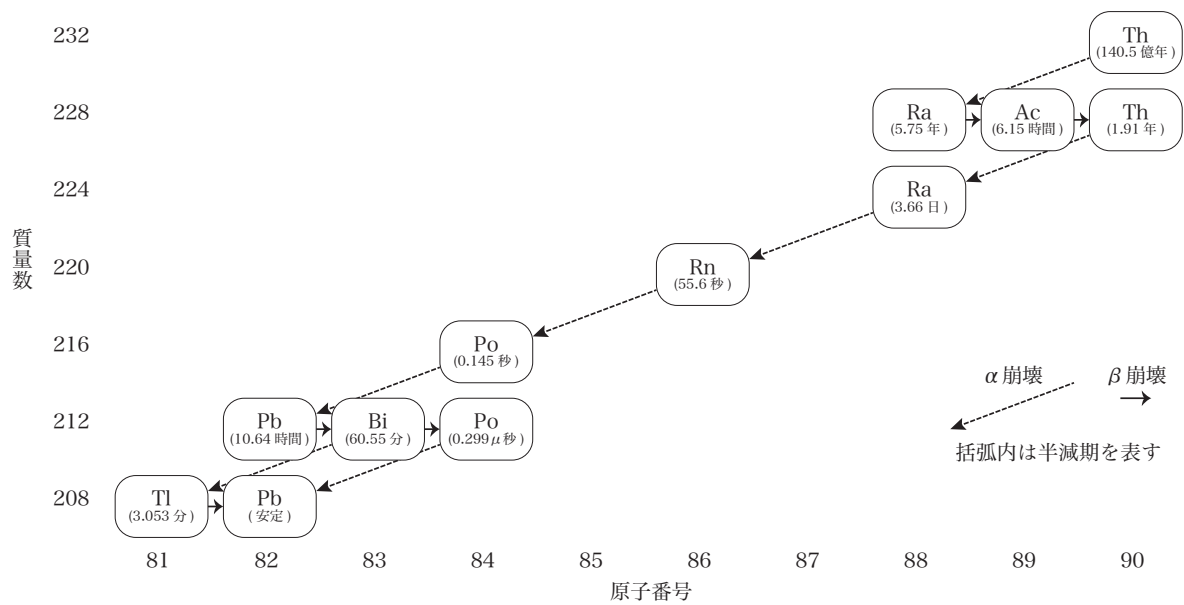 232
Th
(140.5 億年)
228
Ra
(5.75 年)
Ac
(6.15 時間)
Th
(1.91 年)
224
Ra
(3.66 日)
質量数
220
Rn
(55.6 秒)
216
Po
(0.145 秒)
α 崩壊
β 崩壊
212
Pb
(10.64 時間)
Bi
(60.55 分)
Po
(0.299 μ 秒)
括弧内は半減期を表す
208
Tl
(3.053 分)
Pb
(安定)
81 82 83 84 85 86 87 88 89 90
原子番号